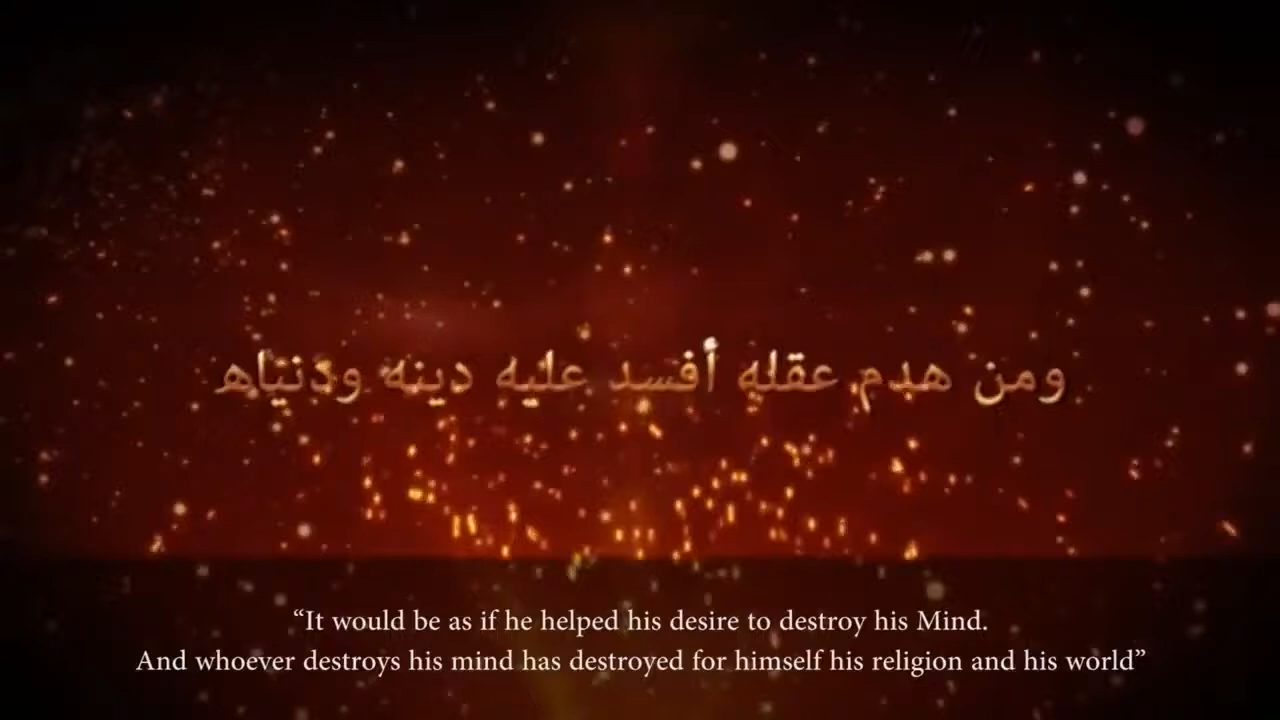 ومن هدم عقله أفسد عليه دينه ودنياه
“It would be as if he helped his desire to destroy his Mind.
And whoever destroys his mind has destroyed for himself his religion and his world”